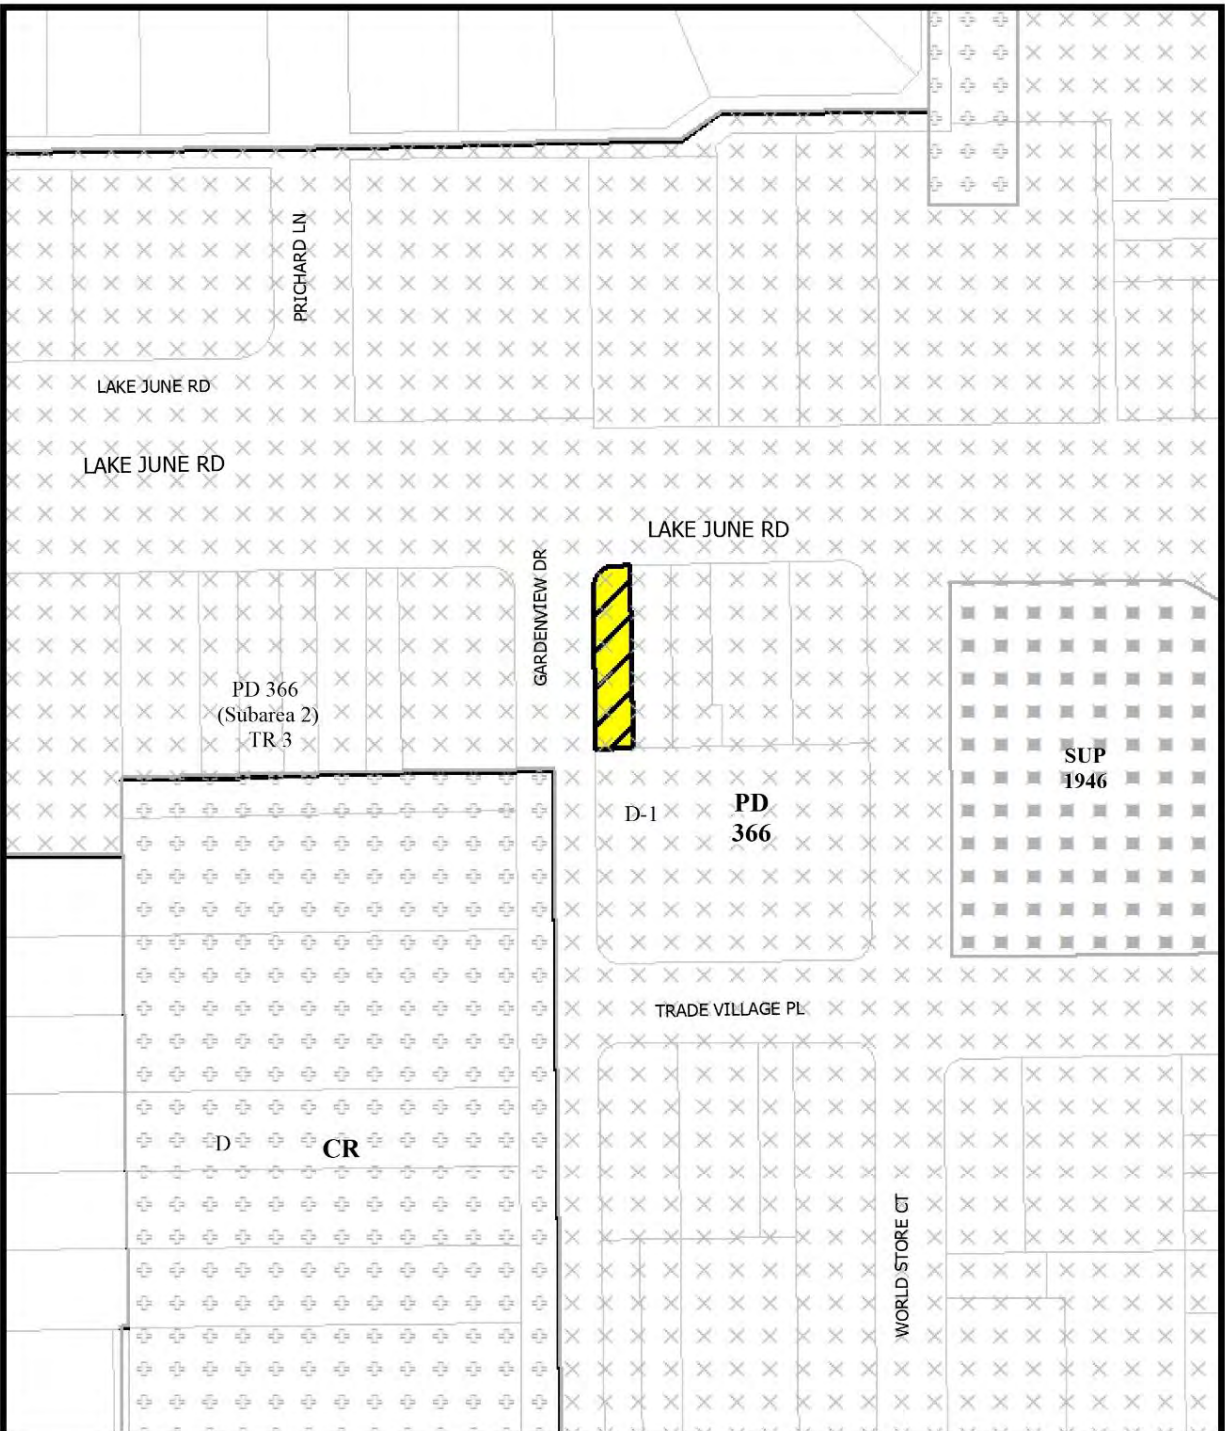 PRICHARD LN
LAKE JUNE RD
LAKE JUNE RD
LAKE JUNE RD
GARDENVIEW DR
PD 366
(Subarea 2)
TR 3
SUP
1946
D-1
PD
366
TRADE VILLAGE PL
D
CR
WORLD STORE CT